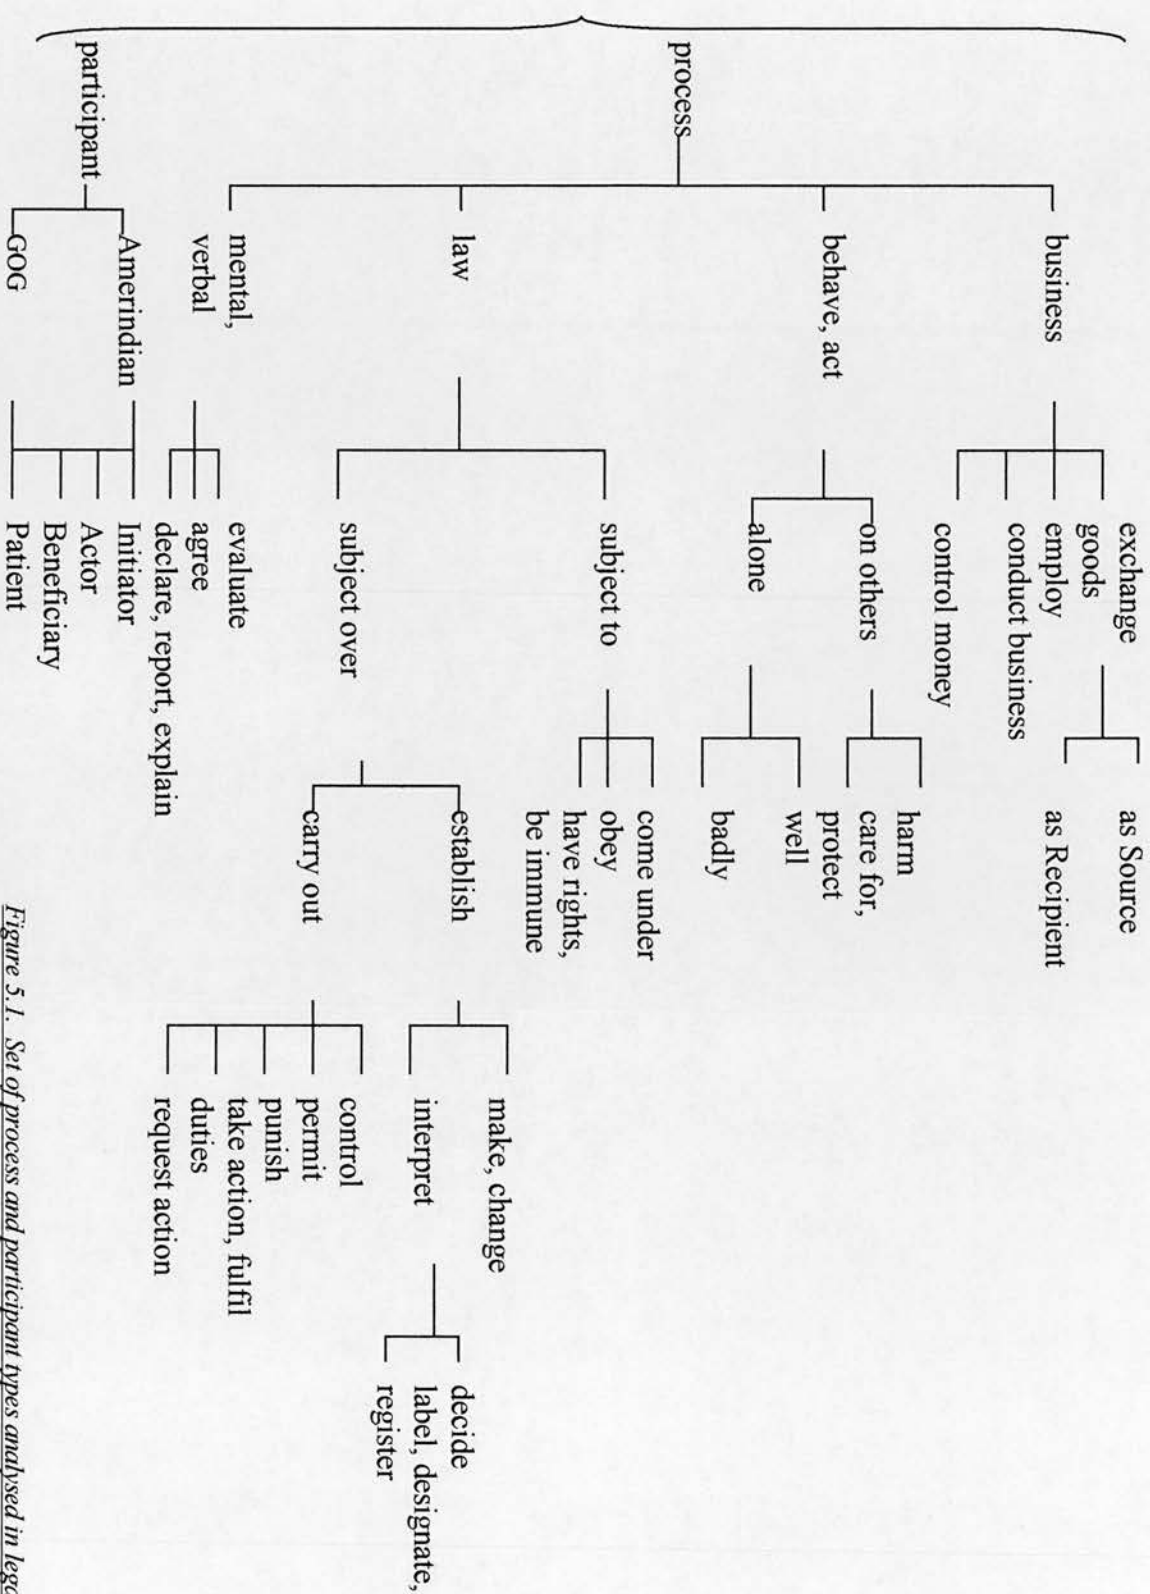 process
business
exchange
goods
as Source
as Recipient
employ
conduct business
control money
behave, act
on others
harm
care for,
protect
alone
well
badly
law
subject to
come under
obey
have rights,
be immune
subject over
establish
make, change
interpret
decide
label, designate,
register
carry out
control
permit
punish
take action, fulfil
duties
request action
mental,
verbal
evaluate
agree
declare, report, explain
participant
Amerindian
GOG
Initiator
Actor
Beneficiary
Patient
Figure 5.1. Set of process and participant types analysed in